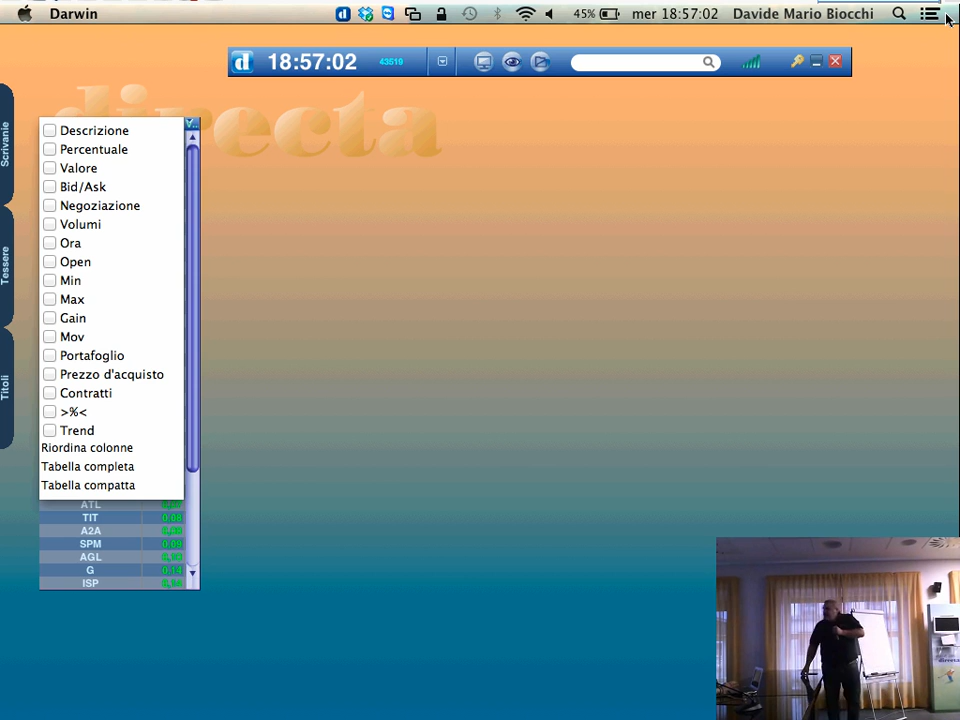 Darwin
45%
mer 18:57:02
Davide Mario Biocchi
d
18:57:02
43519
directa
Scrivanie
Tessere
Titoli
Descrizione
Percentuale
Valore
Bid/Ask
Negoziazione
Volumi
Ora
Open
Min
Max
Gain
Mov
Portafoglio
Prezzo d'acquisto
Contratti
>%<
Trend
Riordina colonne
Tabella completa
Tabella compatta
ATL
TIT 0,08
A2A
SPM 0,09
AGL
G 0,14
ISP
directa